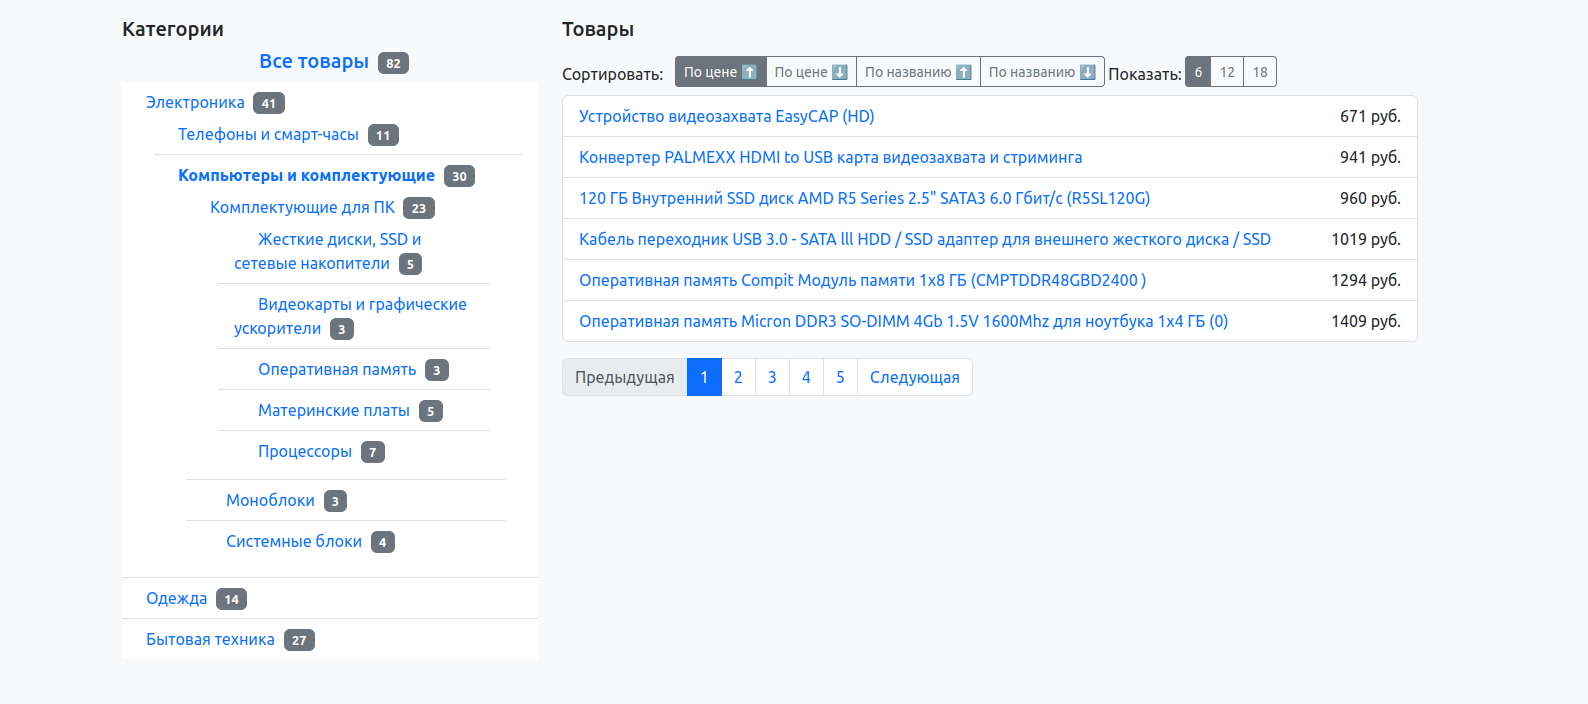 Категории
Все товары 82
Электроника 41
Телефоны и смарт-часы 11
Компьютеры и комплектующие 30
Комплектующие для ПК 23
Жесткие диски, SSD и
сетевые накопители 5
Видеокарты и графические
ускорители 3
Оперативная память 3
Материнские платы 5
Процессоры 7
Моноблоки 3
Системные блоки 4
Одежда 14
Бытовая техника 27
Товары
Сортировать: По цене ⬆️ По цене ⬇️ По названию ⬆️ По названию ⬇️ Показать: 6 12 18
Устройство видеозахвата EasyCAP (HD) 671 руб.
Конвертер PALMEXX HDMI to USB карта видеозахвата и стриминга 941 руб.
120 ГБ Внутренний SSD диск AMD R5 Series 2.5" SATA3 6.0 Гбит/с (R5SL120G) 960 руб.
Кабель переходник USB 3.0 - SATA lll HDD / SSD адаптер для внешнего жесткого диска / SSD 1019 руб.
Оперативная память Compit Модуль памяти 1x8 ГБ (CMPTDDR48GBD2400 ) 1294 руб.
Оперативная память Micron DDR3 SO-DIMM 4Gb 1.5V 1600Mhz для ноутбука 1x4 ГБ (0) 1409 руб.
Предыдущая 1 2 3 4 5 Следующая